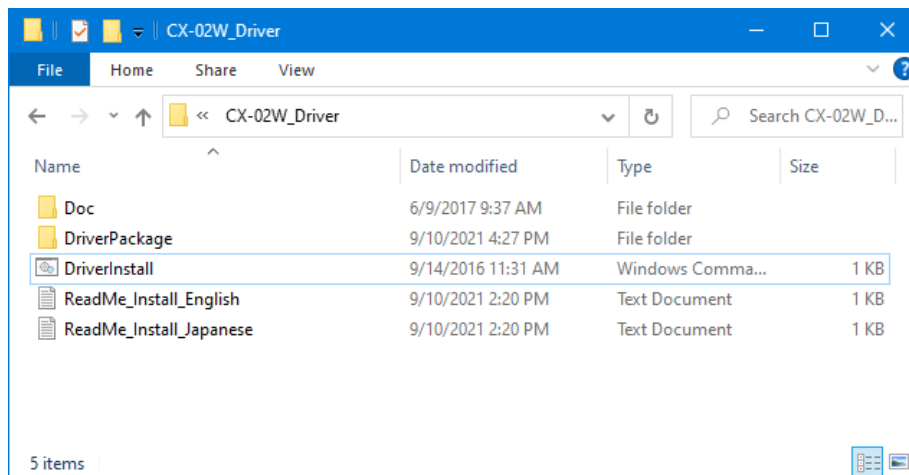 CX-02W_Driver
File Home Share View ?
« CX-02W_Driver Search CX-02W_D...
Name Date modified Type Size
Doc 6/9/2017 9:37 AM File folder
DriverPackage 9/10/2021 4:27 PM File folder
DriverInstall 9/14/2016 11:31 AM Windows Comma... 1 KB
ReadMe_Install_English 9/10/2021 2:20 PM Text Document 1 KB
ReadMe_Install_Japanese 9/10/2021 2:20 PM Text Document 1 KB
5 items